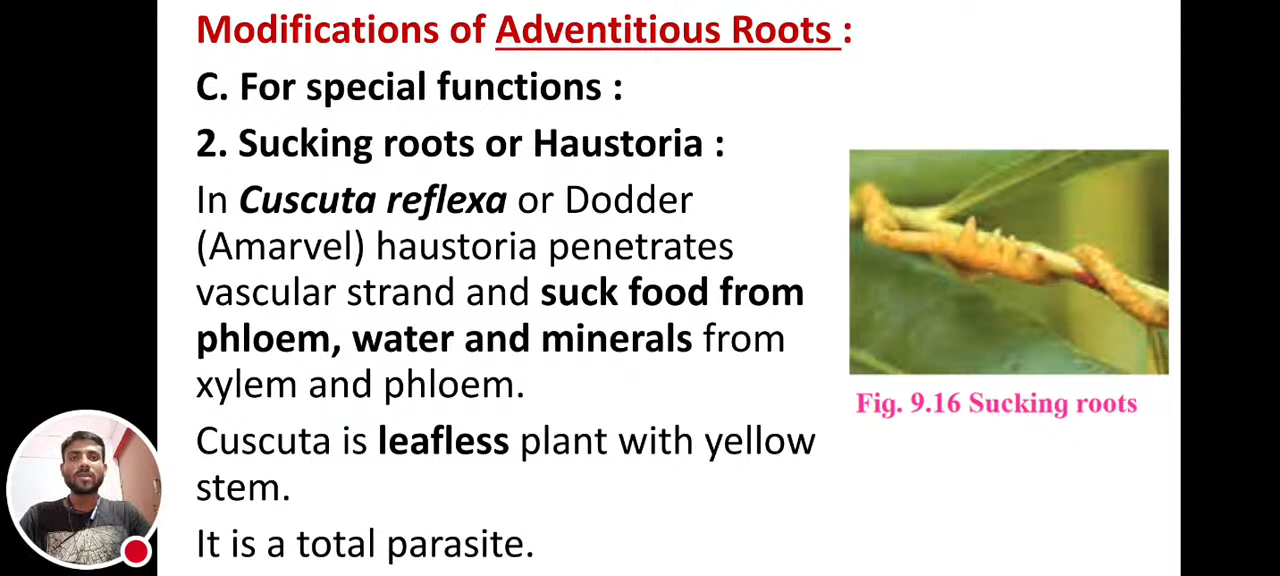 Modifications of Adventitious Roots :
C. For special functions :
2. Sucking roots or Haustoria :
In Cuscuta reflexa or Dodder
(Amarvel) haustoria penetrates
vascular strand and suck food from
phloem, water and minerals from
xylem and phloem.
Cuscuta is leafless plant with yellow
stem.
It is a total parasite.
Fig. 9.16 Sucking roots